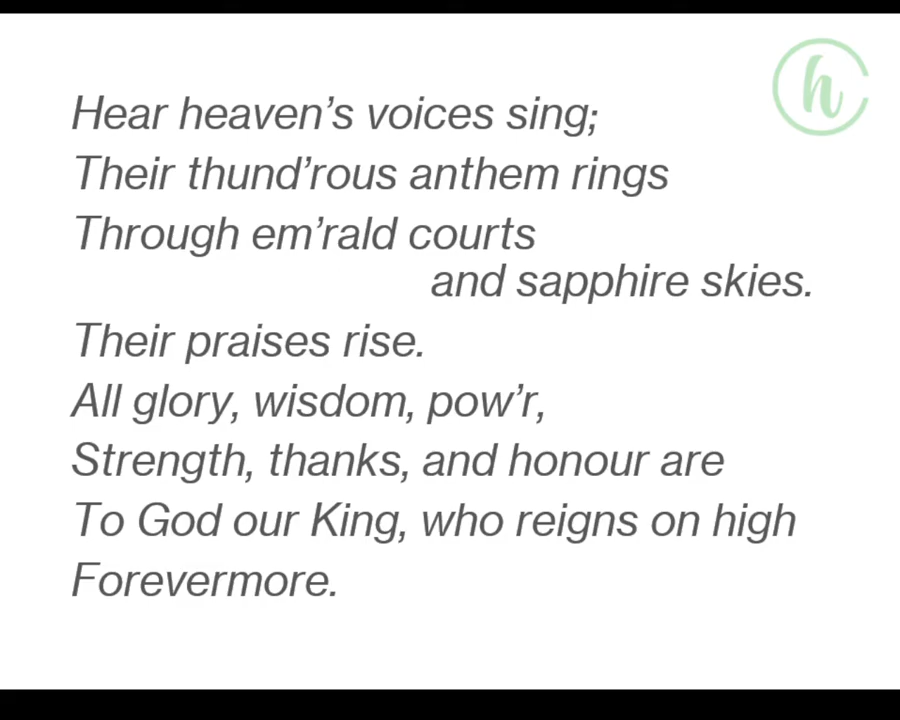 Hear heaven’s voices sing;
Their thund’rous anthem rings
Through em’rald courts
and sapphire skies.
Their praises rise.
All glory, wisdom, pow’r,
Strength, thanks, and honour are
To God our King, who reigns on high
Forevermore.
h